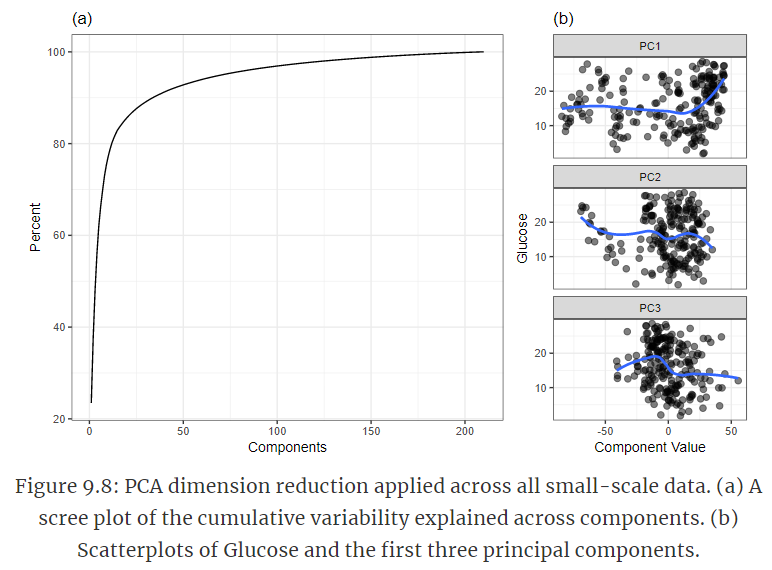 (a)
100
80
60
40
20
Percent
0
50
100
150
200
Components
(b)
PC1
20
10
PC2
20
10
PC3
20
10
Glucose
-50
0
50
Component Value
Figure 9.8: PCA dimension reduction applied across all small-scale data. (a) A
scree plot of the cumulative variability explained across components. (b)
Scatterplots of Glucose and the first three principal components.